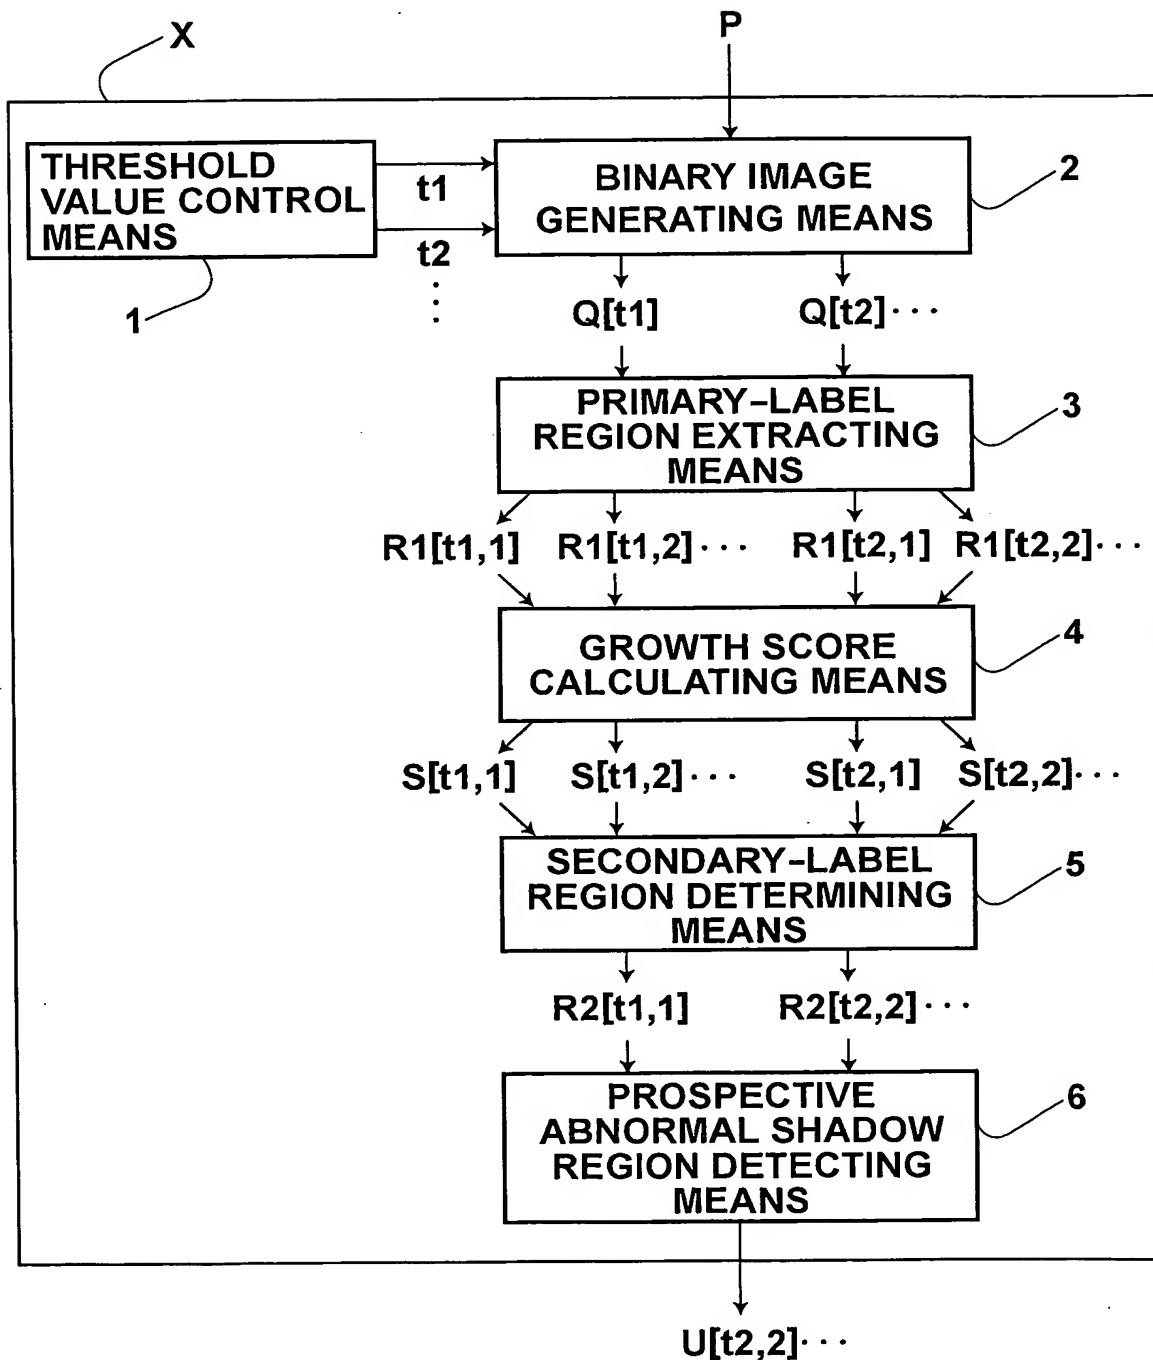 X
P
THRESHOLD
VALUE CONTROL
MEANS
t1
t2
1
BINARY IMAGE
GENERATING MEANS
2
Q[t1] Q[t2]···
PRIMARY-LABEL
REGION EXTRACTING
MEANS
3
R1[t1,1] R1[t1,2]··· R1[t2,1] R1[t2,2]···
GROWTH SCORE
CALCULATING MEANS
4
S[t1,1] S[t1,2]··· S[t2,1] S[t2,2]···
SECONDARY-LABEL
REGION DETERMINING
MEANS
5
R2[t1,1] R2[t2,2]···
PROSPECTIVE
ABNORMAL SHADOW
REGION DETECTING
MEANS
6
U[t2,2]···